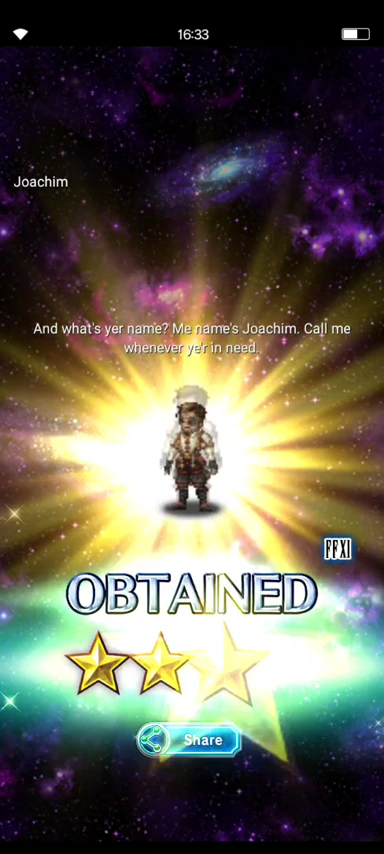 16:33
Joachim
And what's yer name? Me name's Joachim. Call me
whenever yer in need.
FFXI
OBTAINED
Share